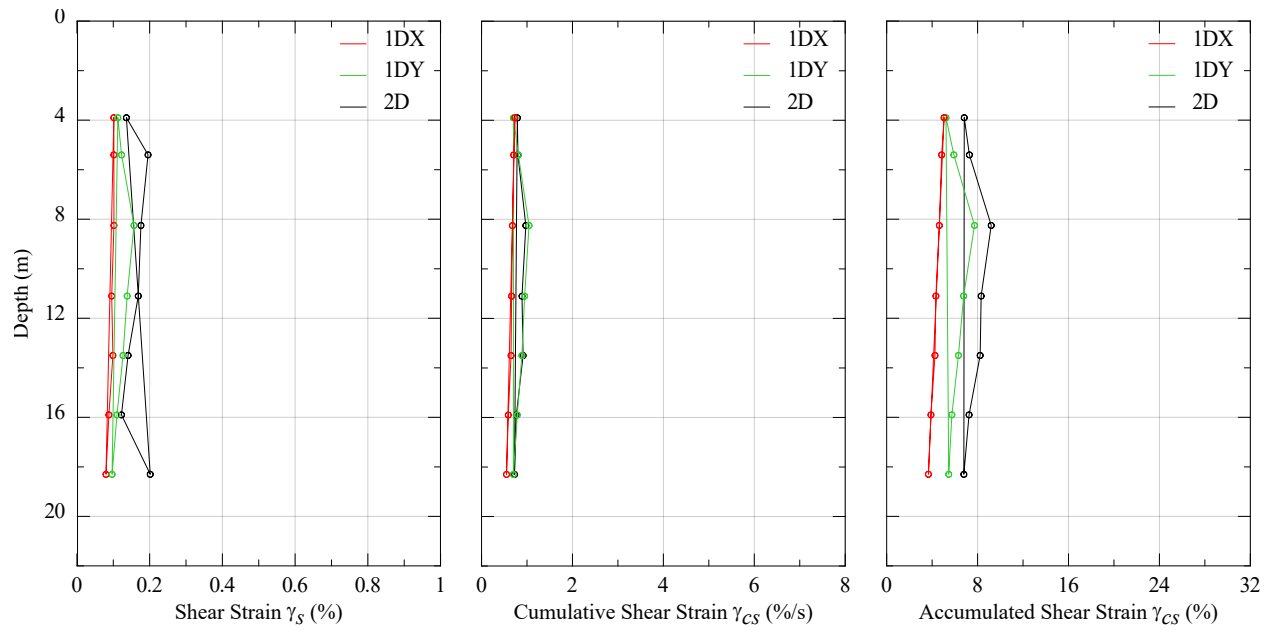 0
4
8
12
16
20
Depth (m)
1DX
1DY
2D
0
0.2
0.4
0.6
0.8
1
Shear Strain γs (%)
1DX
1DY
2D
0
2
4
6
8
Cumulative Shear Strain γcs (%/s)
1DX
1DY
2D
0
8
16
24
32
Accumulated Shear Strain γcs (%)